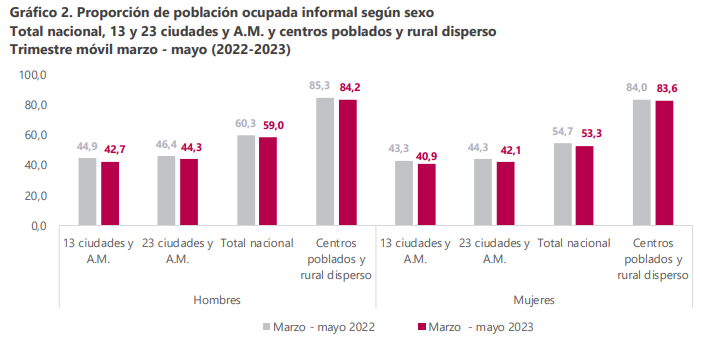 Gráfico 2. Proporción de población ocupada informal según sexo
Total nacional, 13 y 23 ciudades y A.M. y centros poblados y rural disperso
Trimestre móvil marzo - mayo (2022-2023)
100,0
80,0
60,0
40,0
20,0
0,0
44,9 42,7 46,4 44,3 60,3 59,0 85,3 84,2 43,3 40,9 44,3 42,1 54,7 53,3 84,0 83,6
13 ciudades y A.M.
23 ciudades y A.M.
Total nacional
Centros poblados y rural disperso
13 ciudades y A.M.
23 ciudades y A.M.
Total nacional
Centros poblados y rural disperso
Hombres Mujeres
Marzo - mayo 2022 Marzo - mayo 2023